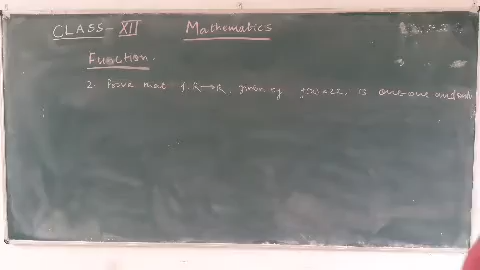 CLASS - XII Mathematics
Function.
2. Prove that f: R→R, given by f(x)=2x, is one-one and onto